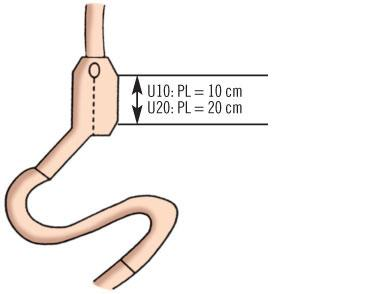 U10: PL = 10 cm
U20: PL = 20 cm